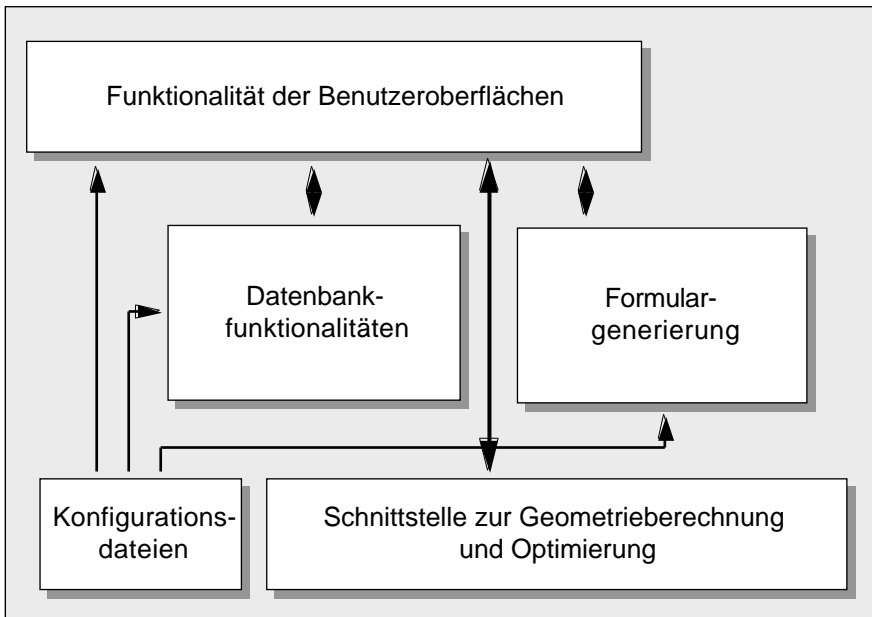 Funktionalität der Benutzeroberflächen
Datenbank-
funktionalitäten
Formular-
generierung
Konfigurations-
dateien
Schnittstelle zur Geometrieberechnung
und Optimierung